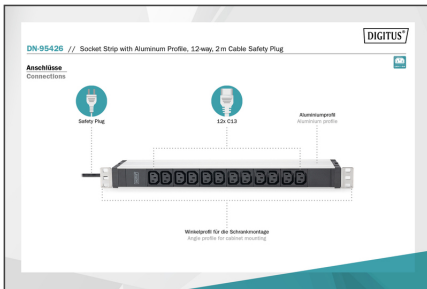 DIGITUS®
DN-95426 // Socket Strip with Aluminum Profile, 12-way, 2 m Cable Safety Plug
Anschlüsse
Connections
Safety Plug
12x C13
Aluminiumprofil
Aluminium profile
Winkelprofil für die Schrankmontage
Angle profile for cabinet mounting